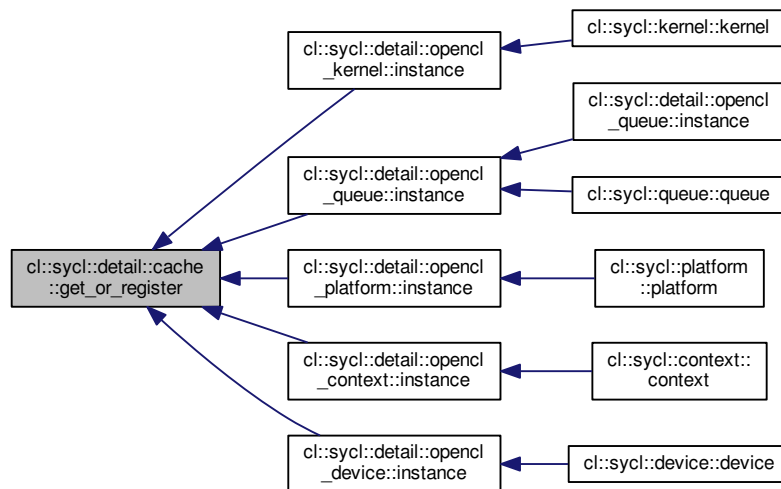 cl::sycl::detail::cache
::get_or_register
cl::sycl::detail::opencl
_kernel::instance
cl::sycl::kernel::kernel
cl::sycl::detail::opencl
_queue::instance
cl::sycl::detail::opencl
_queue::instance
cl::sycl::queue::queue
cl::sycl::detail::opencl
_platform::instance
cl::sycl::platform
::platform
cl::sycl::detail::opencl
_context::instance
cl::sycl::context::
context
cl::sycl::detail::opencl
_device::instance
cl::sycl::device::device